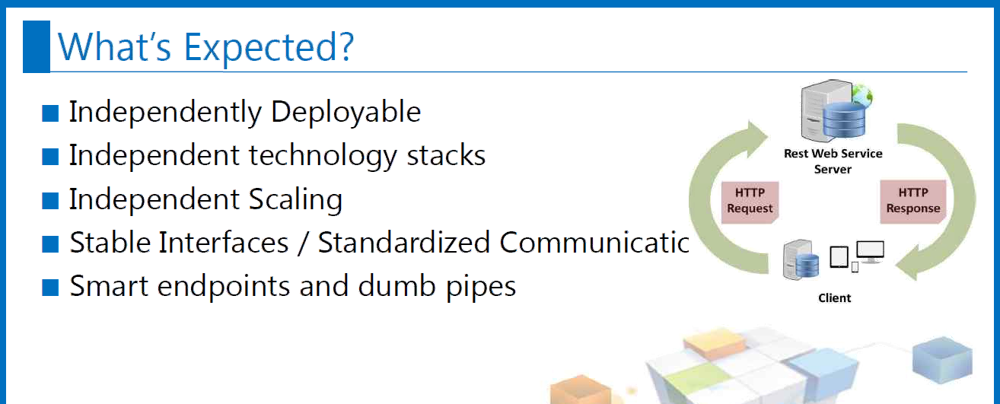 What's Expected?
Independently Deployable
Independent technology stacks
Independent Scaling
Stable Interfaces / Standardized Communicatic
Smart endpoints and dumb pipes
Rest Web Service
Server
HTTP
Request
HTTP
Response
Client